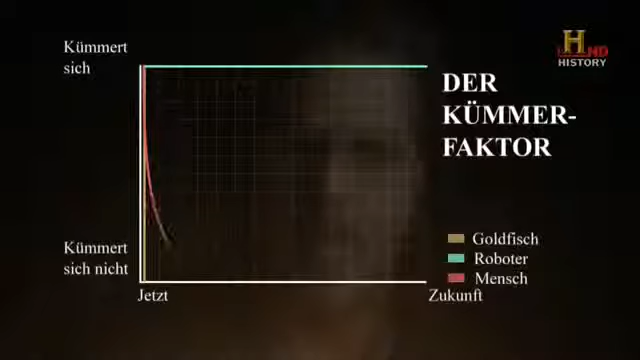 Kümmert
sich
H HD
HISTORY
DER
KÜMMER-
FAKTOR
Kümmert
sich nicht
Goldfisch
Roboter
Mensch
Jetzt
Zukunft